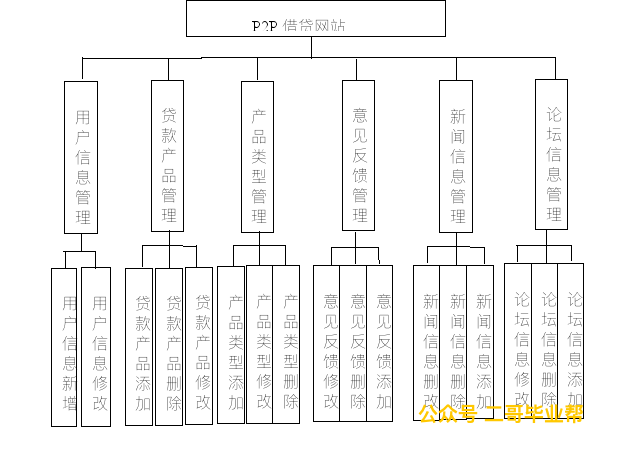 P2P 借贷网站
用户信息管理
贷款产品管理
产品类型管理
意见反馈管理
新闻信息管理
论坛信息管理
用户信息新增
用户信息修改
贷款产品添加
贷款产品删除
贷款产品修改
产品类型添加
产品类型修改
产品类型删除
意见反馈修改
意见反馈删除
意见反馈添加
新闻信息删改
新闻信息删除
新闻信息添加
论坛信息修改
论坛信息删除
论坛信息添加
公众号 二哥毕业帮